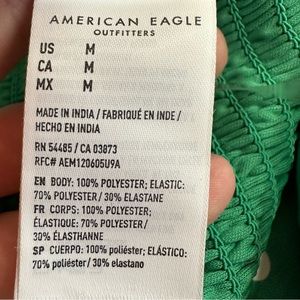 AMERICAN EAGLE
OUTFITTERS
US M
CA M
MX M
MADE IN INDIA / FABRIQUÉ EN INDE /
HECHO EN INDIA
RN 54485 / CA 03873
RFC# AEM120605U9A
EN BODY: 100% POLYESTER; ELASTIC:
70% POLYESTER / 30% ELASTANE
FR CORPS: 100% POLYESTER;
ÉLASTIQUE: 70% POLYESTER /
30% ÉLASTHANNE
SP CUERPO: 100% poliéster; ELÁSTICO:
70% poliéster / 30% elastano